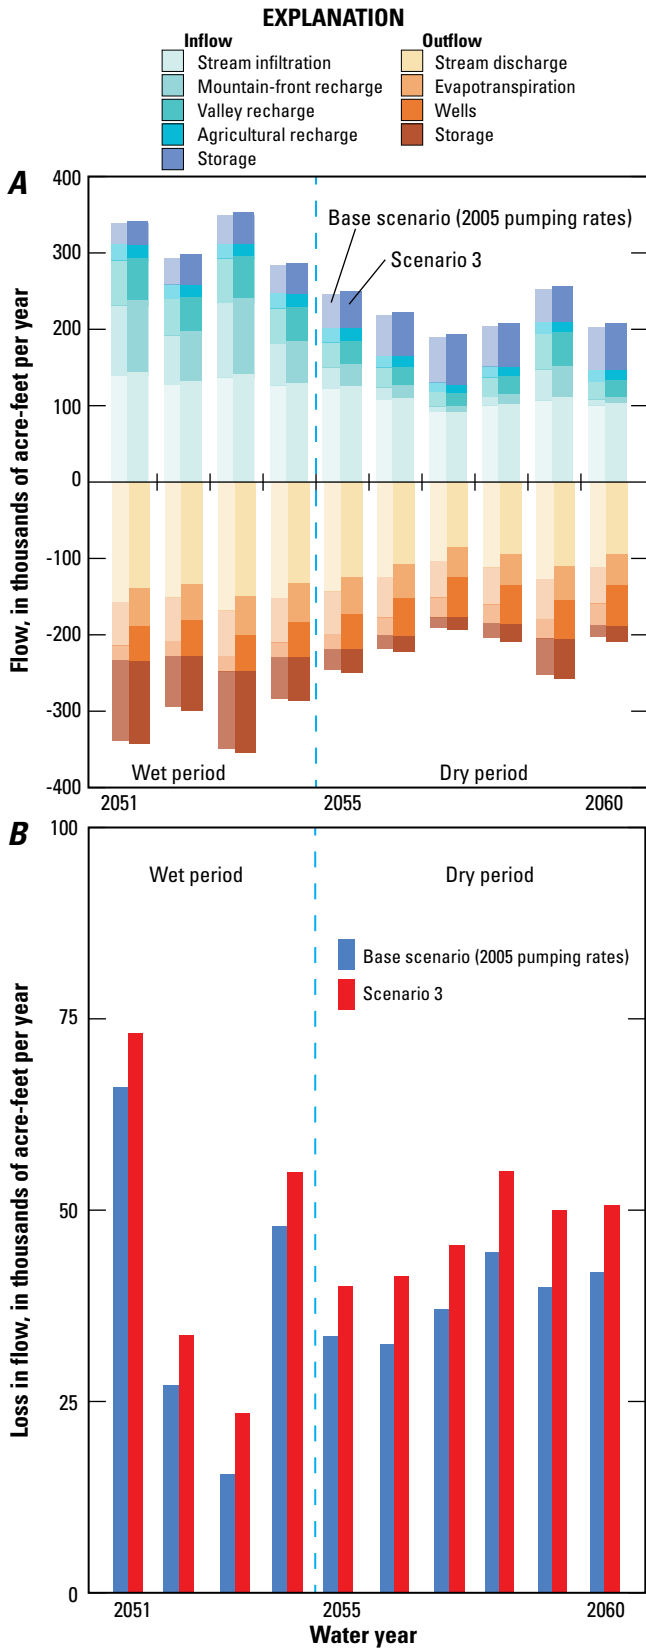 EXPLANATION
Inflow
Stream infiltration
Mountain-front recharge
Valley recharge
Agricultural recharge
Storage
Outflow
Stream discharge
Evapotranspiration
Wells
Storage
A
Flow, in thousands of acre-feet per year
400
300
200
100
0
-100
-200
-300
-400
Base scenario (2005 pumping rates)
Scenario 3
Wet period
Dry period
2051
2055
2060
B
Loss in flow, in thousands of acre-feet per year
100
75
50
25
0
Wet period
Dry period
Base scenario (2005 pumping rates)
Scenario 3
2051
2055
2060
Water year